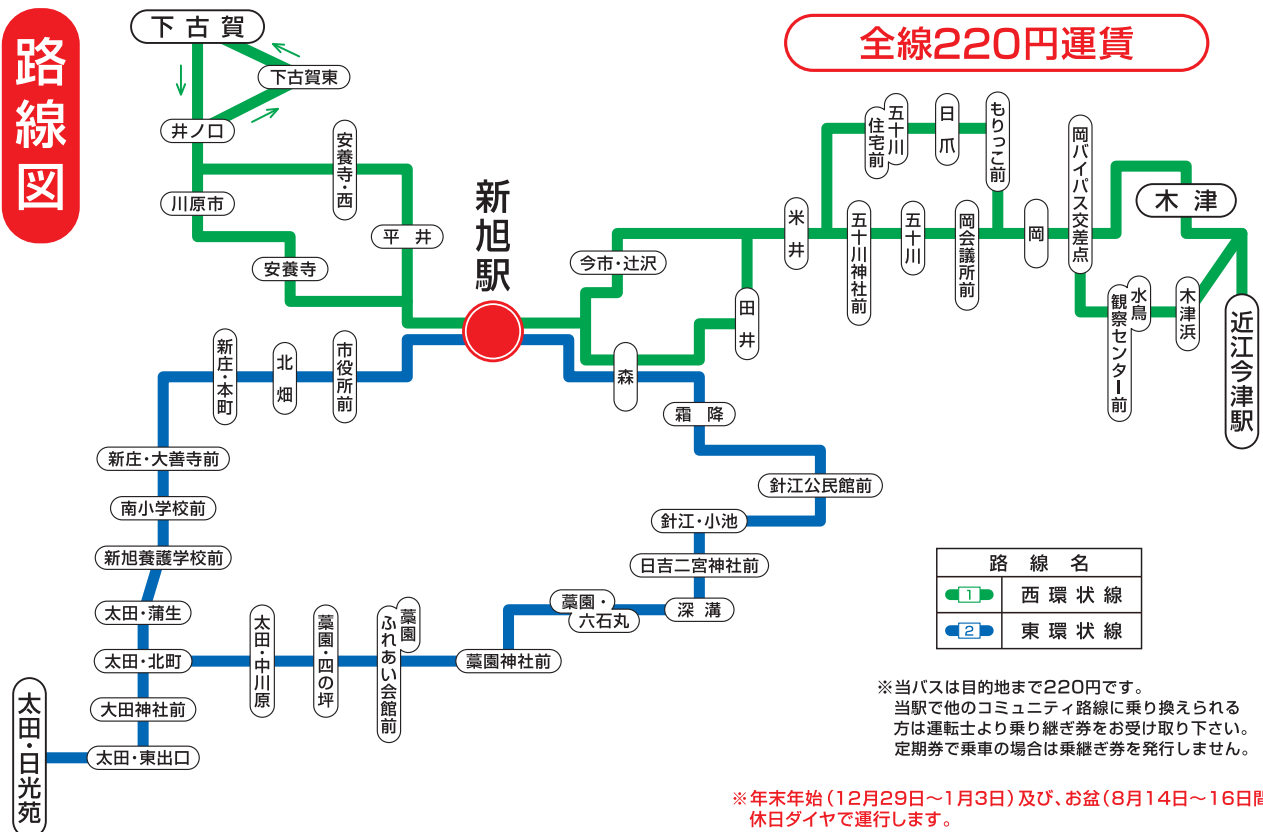 路線図
全線220円運賃
下古賀
下古賀東
井ノ口
安養寺・西
川原市
平井
安養寺
新旭駅
今市・辻沢
田井
森
米井
五十川
住宅前
日爪
もりっこ前
五十川神社前
五十川
岡会議所前
岡
岡バイパス交差点
木津
水鳥
観察センター前
木津浜
近江今津駅
市役所前
北畑
新庄・本町
新庄・大善寺前
南小学校前
新旭養護学校前
太田・蒲生
太田・北町
大田神社前
太田・東出口
太田・日光苑
太田・中川原
藁園・四の坪
藁園
ふれあい会館前
藁園神社前
藁園・
六石丸
深溝
日吉二宮神社前
針江・小池
針江公民館前
霜降
路線名
1 西環状線
2 東環状線
※当バスは目的地まで220円です。
当駅で他のコミュニティ路線に乗り換えられる
方は運転士より乗り継ぎ券をお受け取り下さい。
定期券で乗車の場合は乗継ぎ券を発行しません。
※年末年始(12月29日〜1月3日)及び、お盆(8月14日〜16日間
休日ダイヤで運行します。